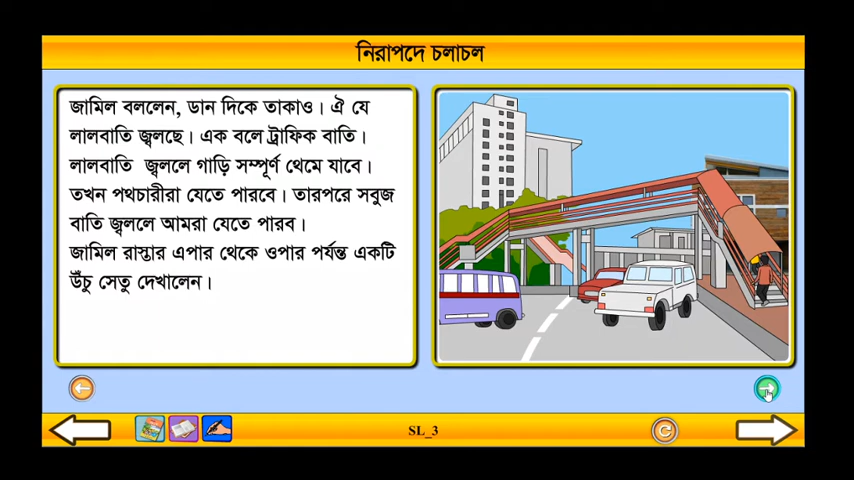 নিরাপদে চলাচল
জামিল বললেন, ডান দিকে তাকাও। ঐ যে
লালবাতি জ্বলছে। এক বলে ট্রাফিক বাতি।
লালবাতি জ্বললে গাড়ি সম্পূর্ণ থেমে যাবে।
তখন পথচারীরা যেতে পারবে। তারপরে সবুজ
বাতি জ্বললে আমরা যেতে পারব।
জামিল রাস্তার এপার থেকে ওপার পর্যন্ত একটি
উঁচু সেতু দেখালেন।
SL_3